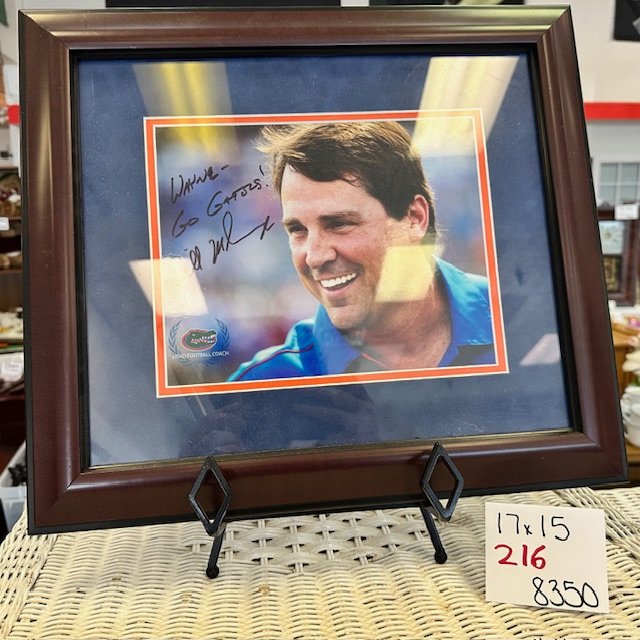 WAYNE-
GO GATORS!
HEAD FOOTBALL COACH
17x15
216
8350